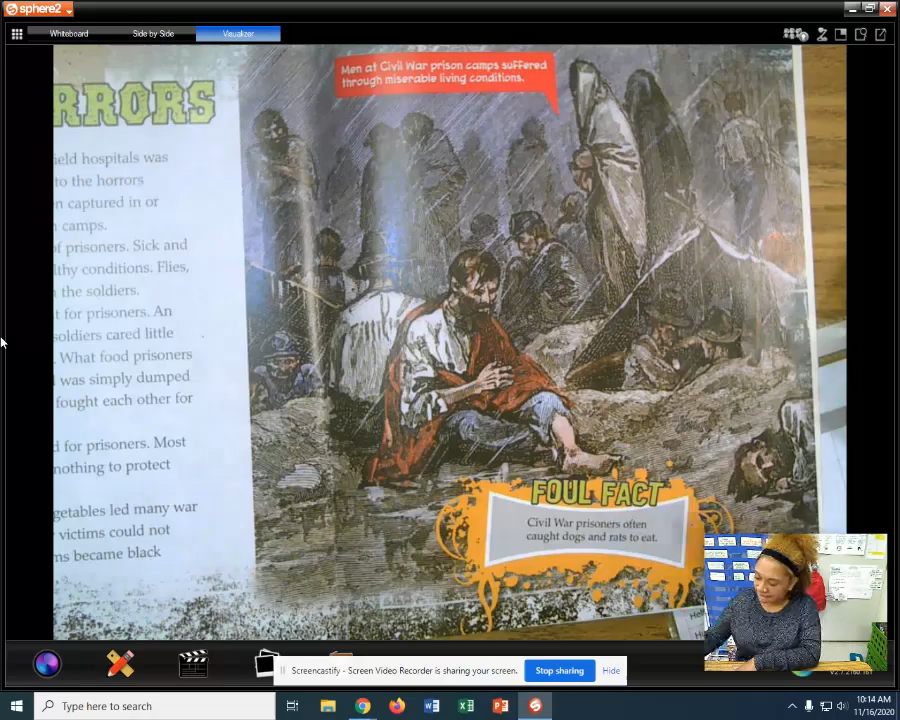 sphere2
Whiteboard
Side by Side
Visualizer
Men at Civil War prison camps suffered
through miserable living conditions.
RRORS
ield hospitals was
to the horrors
n captured in or
camps.
of prisoners. Sick and
lthy conditions. Flies,
the soldiers.
t for prisoners. An
soldiers cared little
. What food prisoners
was simply dumped
fought each other for
d for prisoners. Most
nothing to protect
getables led many war
victims could not
ms became black
FOUL FACT
Civil War prisoners often
caught dogs and rats to eat.
Screencastify - Screen Video Recorder is sharing your screen.
Stop sharing
Hide
Type here to search
10:14 AM
11/16/2020